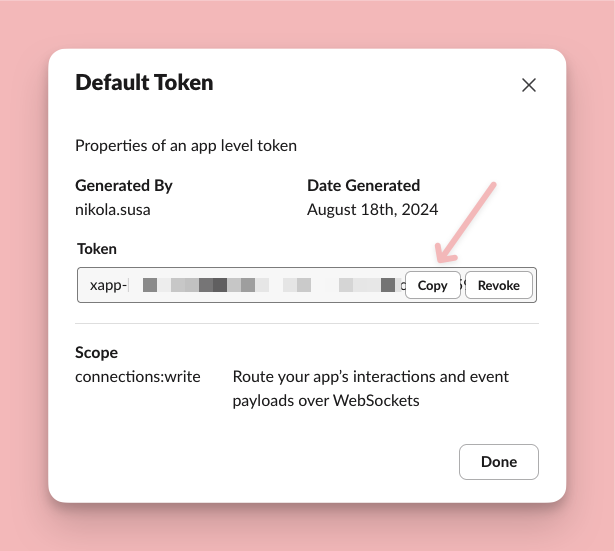 Default Token
Properties of an app level token
Generated By
Date Generated
nikola.susa
August 18th, 2024
Token
xapp-
Copy
Revoke
Scope
connections:write
Route your app's interactions and event
payloads over WebSockets
Done